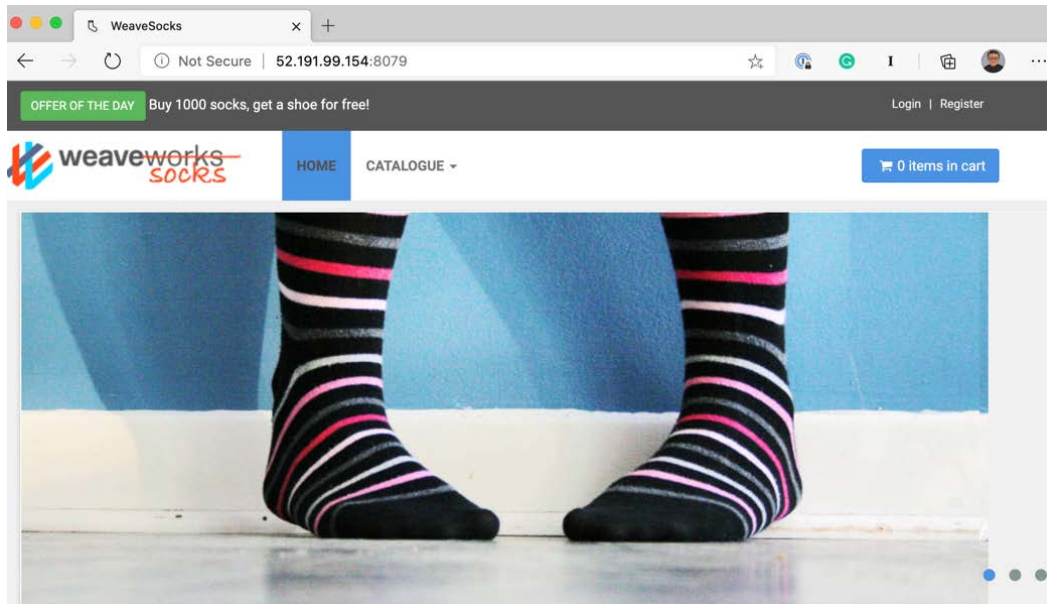 WeaveSocks
Not Secure | 52.191.99.154:8079
OFFER OF THE DAY Buy 1000 socks, get a shoe for free! Login | Register
weaveworks socks HOME CATALOGUE 0 items in cart